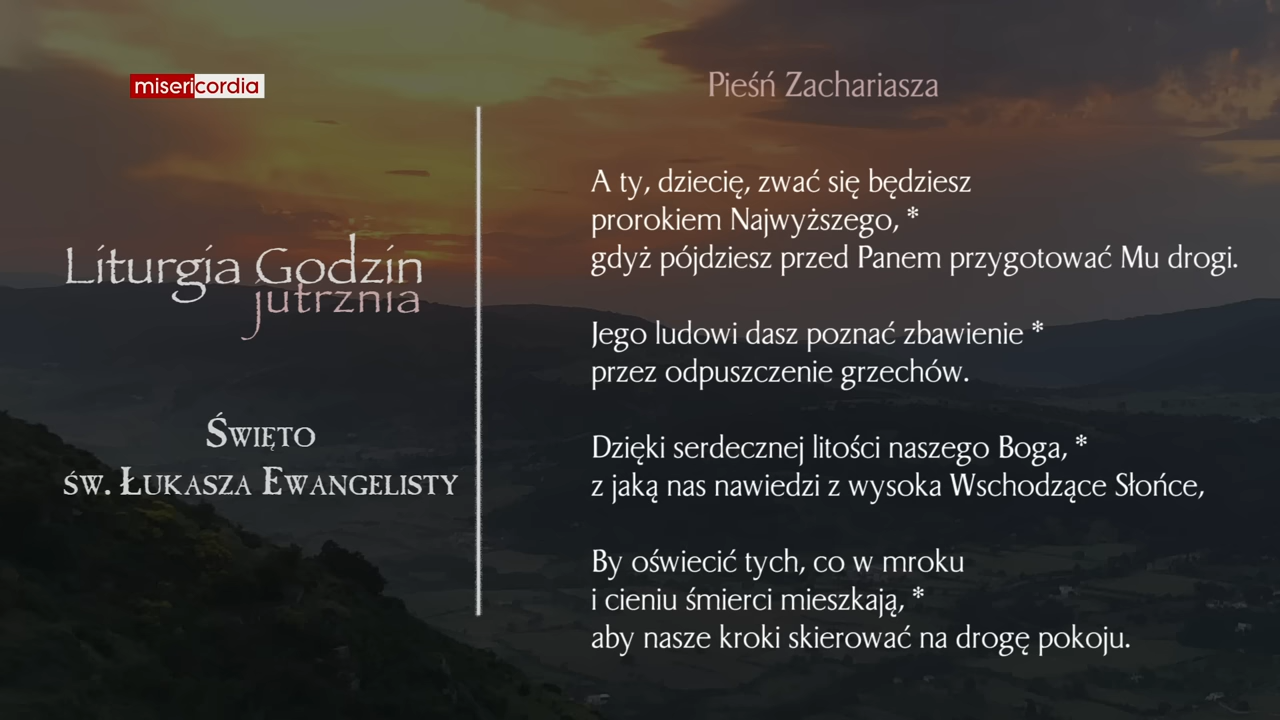 misericordia
Liturgia Godzin
jutrznia
Święto
św. Łukasza Ewangelisty
Pieśń Zachariasza
A ty, dziecię, zwać się będziesz
prorokiem Najwyższego, *
gdyż pójdziesz przed Panem przygotować Mu drogi.
Jego ludowi dasz poznać zbawienie *
przez odpuszczenie grzechów.
Dzięki serdecznej litości naszego Boga, *
z jaką nas nawiedzi z wysoka Wschodzące Słońce,
By oświecić tych, co w mroku
i cieniu śmierci mieszkają, *
aby nasze kroki skierować na drogę pokoju.